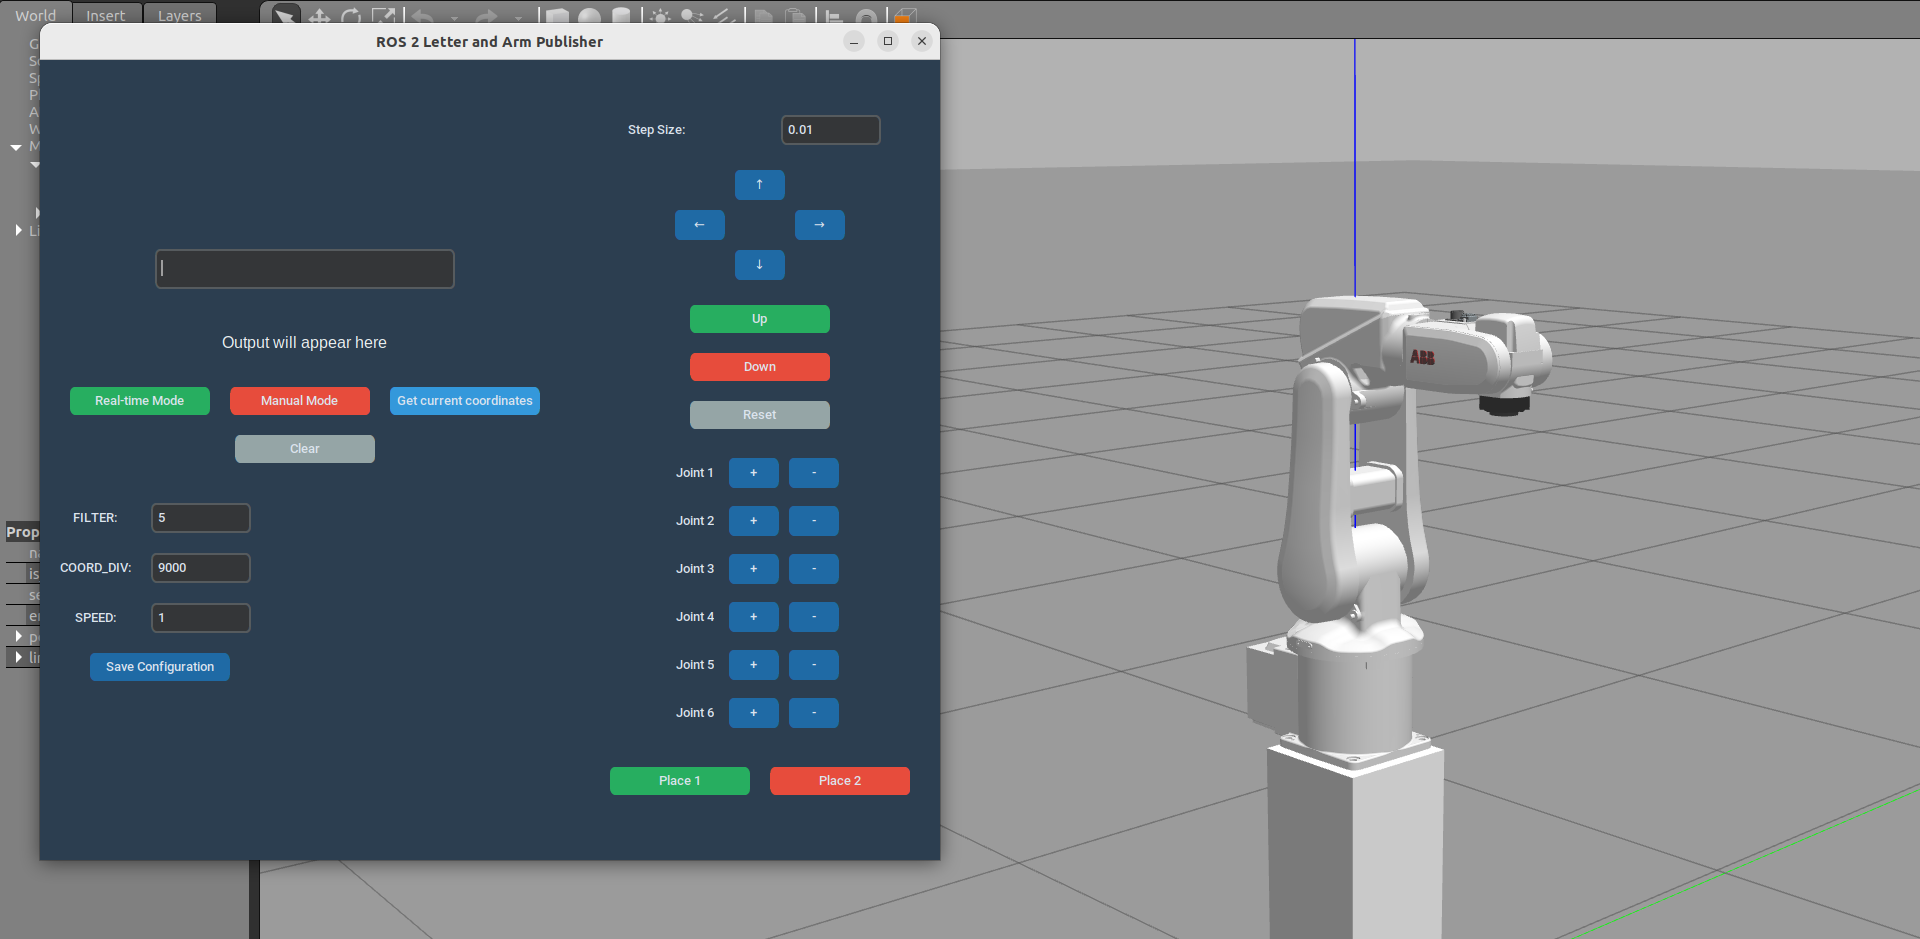 World Insert Layers
ROS 2 Letter and Arm Publisher
Step Size: 0.01
↑
← →
↓
Output will appear here
Real-time Mode Manual Mode Get current coordinates
Clear
FILTER: 5
COORD_DIV: 9000
SPEED: 1
Save Configuration
Up
Down
Reset
Joint 1 + -
Joint 2 + -
Joint 3 + -
Joint 4 + -
Joint 5 + -
Joint 6 + -
Place 1 Place 2
Prop
ABB